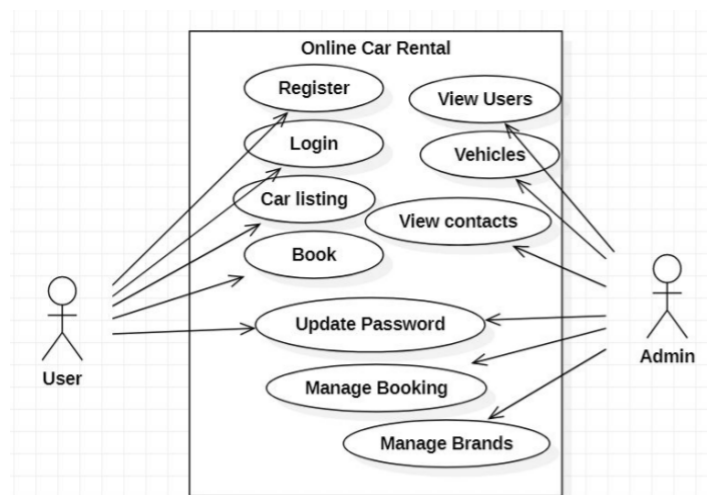 Online Car Rental
Register
View Users
Login
Vehicles
Car listing
View contacts
Book
Update Password
User
Admin
Manage Booking
Manage Brands